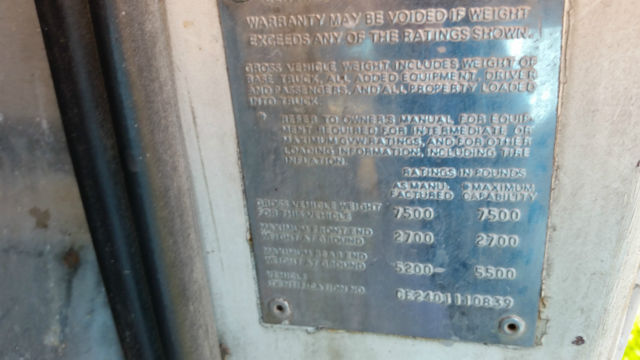 WARRANTY MAY BE VOIDED IF WEIGHT
EXCEEDS ANY OF THE RATINGS SHOWN.
GROSS VEHICLE WEIGHT INCLUDES WEIGHT OF
BASE TRUCK, ALL ADDED EQUIPMENT, DRIVER
AND PASSENGERS, AND ALL PROPERTY LOADED
INTO TRUCK.
REFER TO OWNER'S MANUAL FOR EQUIP-
MENT REQUIRED FOR INTERMEDIATE OR
MAXIMUM GVW RATINGS, AND FOR OTHER
LOADING INFORMATION, INCLUDING TIRE
INFLATION.
RATINGS IN POUNDS
AS MANU- MAXIMUM
FACTURED CAPABILITY
GROSS VEHICLE WEIGHT
FOR THIS VEHICLE 7500 7500
MAXIMUM FRONT END
WEIGHT AT GROUND 2700 2700
MAXIMUM REAR END
WEIGHT AT GROUND 5200- 5500
VEHICLE
IDENTIFICATION NO. CE24D1110839